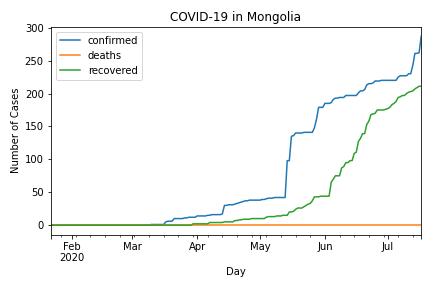 COVID-19 in Mongolia
confirmed
deaths
recovered
Number of Cases
300
250
200
150
100
50
0
Feb Mar Apr May Jun Jul
2020
Day